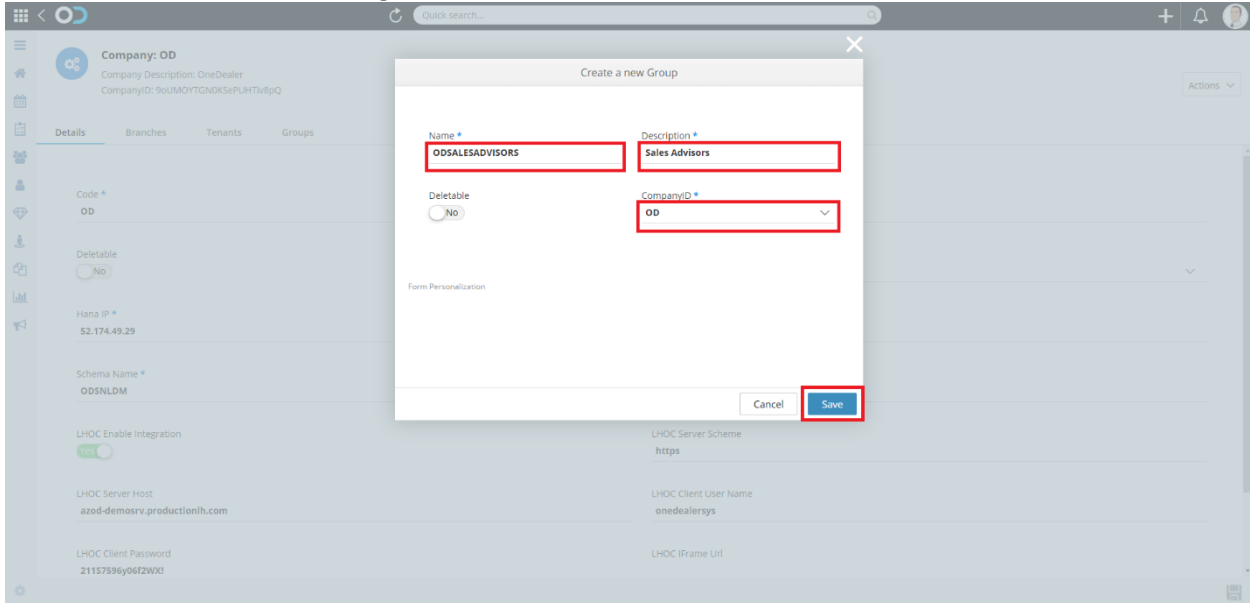 Quick search...
Company: OD
Company Description: OneDealer
CompanyID: 9oUMOYTGN0KSePUHTiv8pQ
Actions
Details Branches Tenants Groups
Create a new Group
Name * Description *
ODSALESADVISORS Sales Advisors
Deletable CompanyID *
No OD
Form Personalization
Cancel Save
Code *
OD
Deletable
No
Hana IP *
52.174.49.29
Schema Name *
ODSNLDM
LHOC Enable Integration LHOC Server Scheme
YES https
LHOC Server Host LHOC Client User Name
azod-demosrv.productionlh.com onedealersys
LHOC Client Password LHOC IFrame Url
21157596y06f2WX!